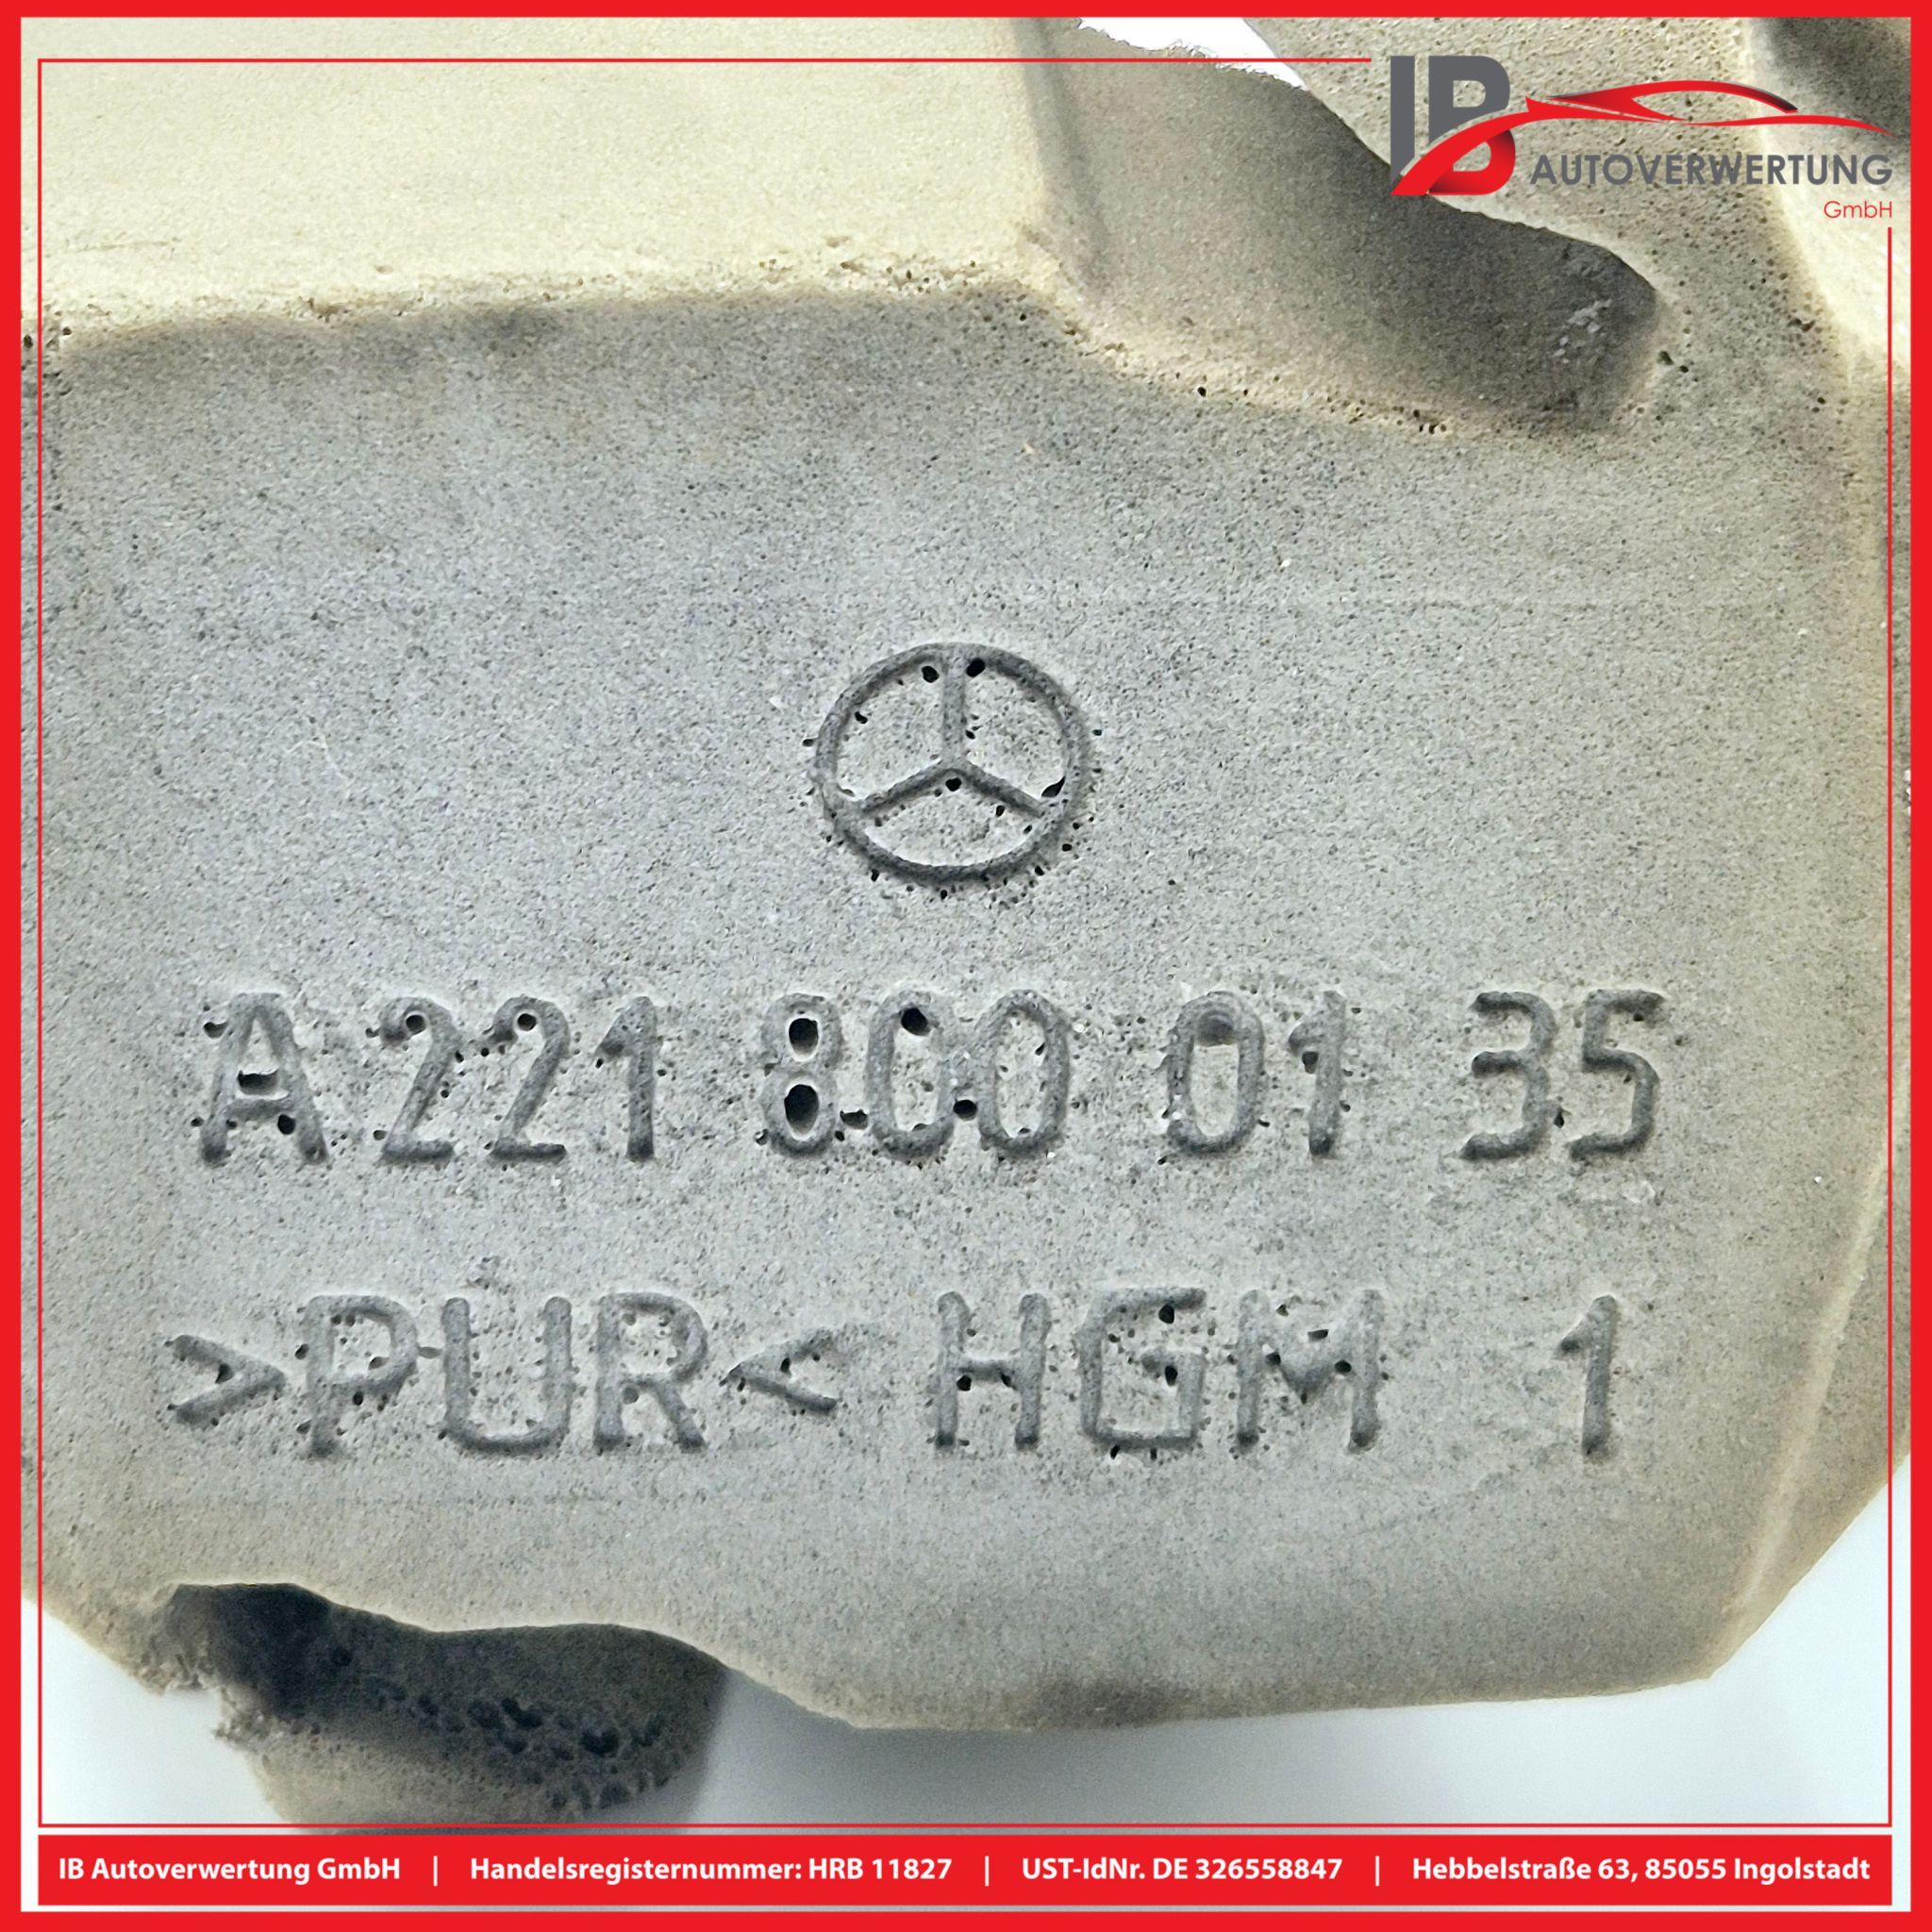 IB
AUTOVERWERTUNG
GmbH
A 221 800 01 35
>PUR< HGM 1
IB Autoverwertung GmbH | Handelsregisternummer: HRB 11827 | UST-IdNr. DE 326558847 | Hebbelstraße 63, 85055 Ingolstadt